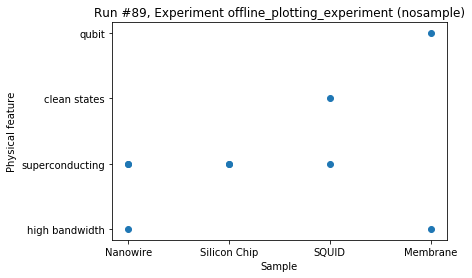 Run #89, Experiment offline_plotting_experiment (nosample)
qubit
clean states
superconducting
high bandwidth
Physical feature
Nanowire Silicon Chip SQUID Membrane
Sample